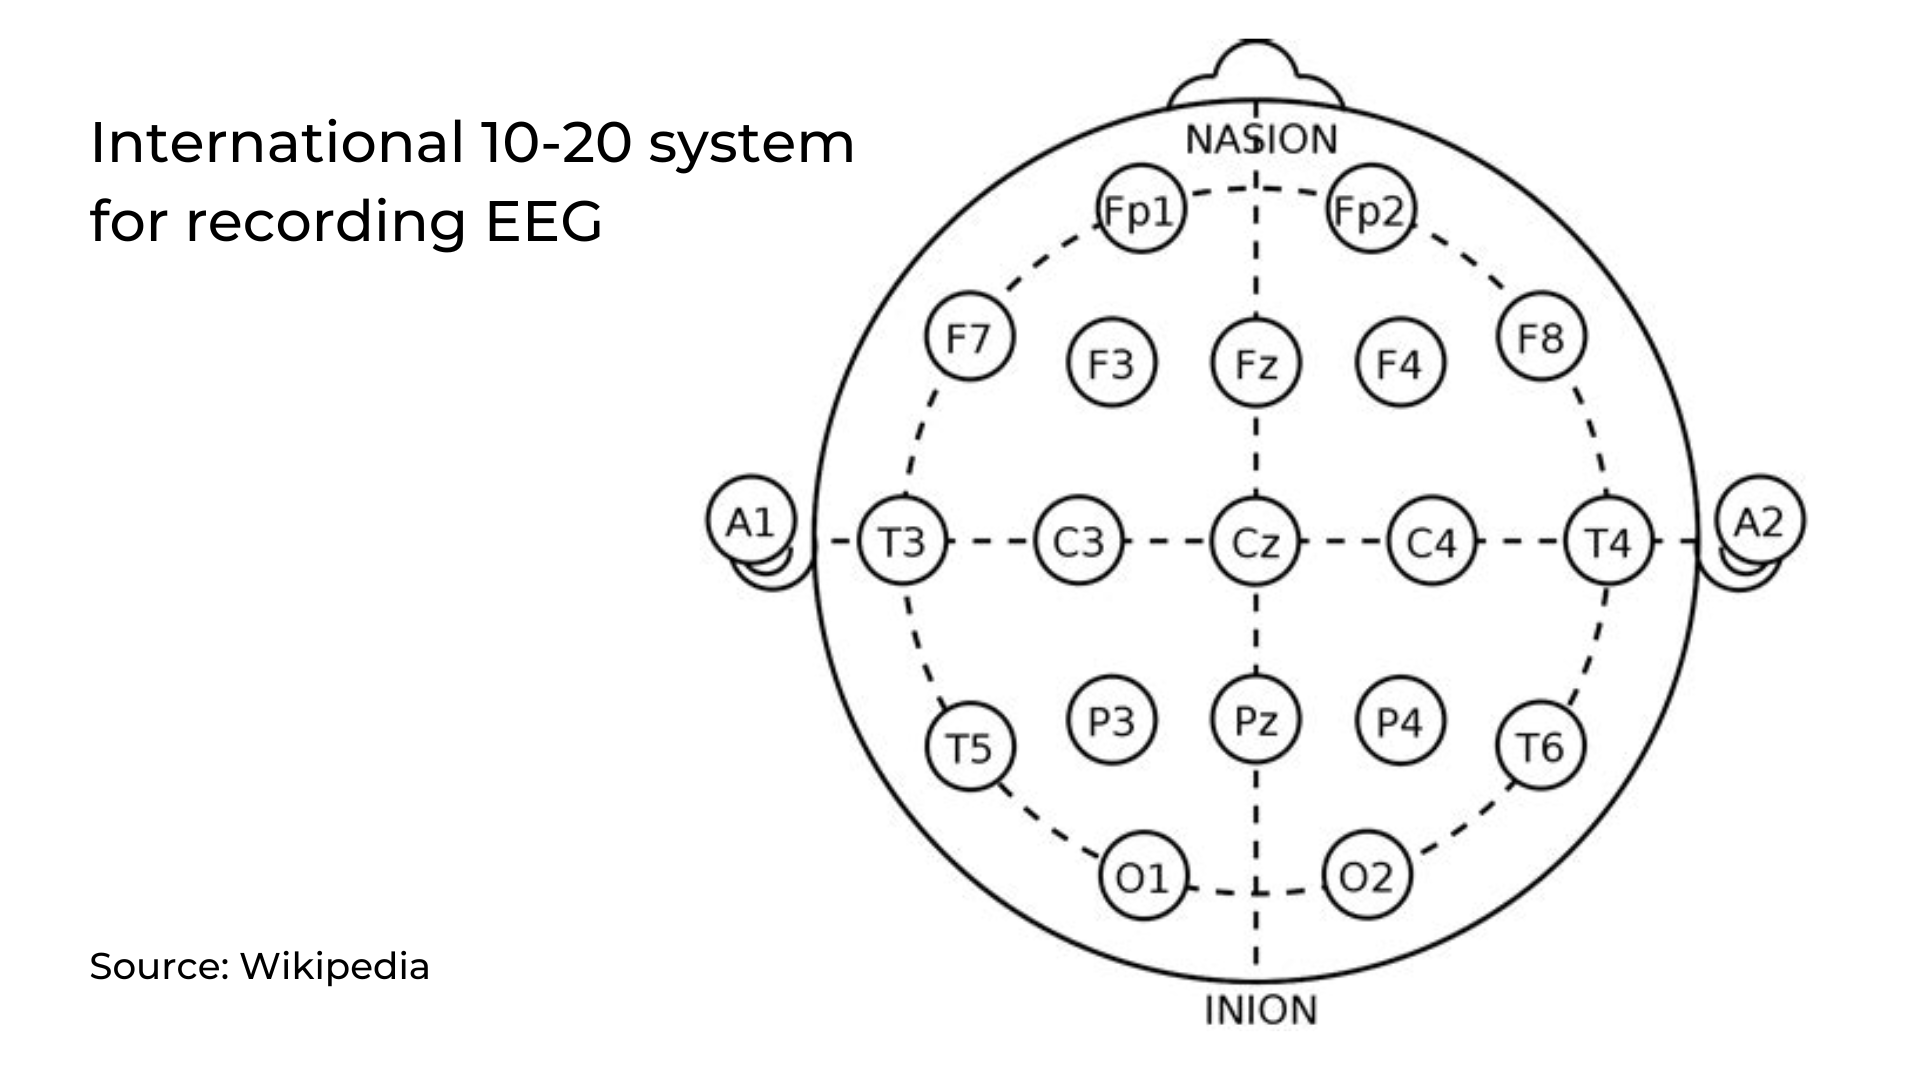 International 10-20 system
for recording EEG
NASION
Fp1 Fp2
F7 F3 Fz F4 F8
A1 T3 C3 Cz C4 T4 A2
T5 P3 Pz P4 T6
O1 O2
INION
Source: Wikipedia